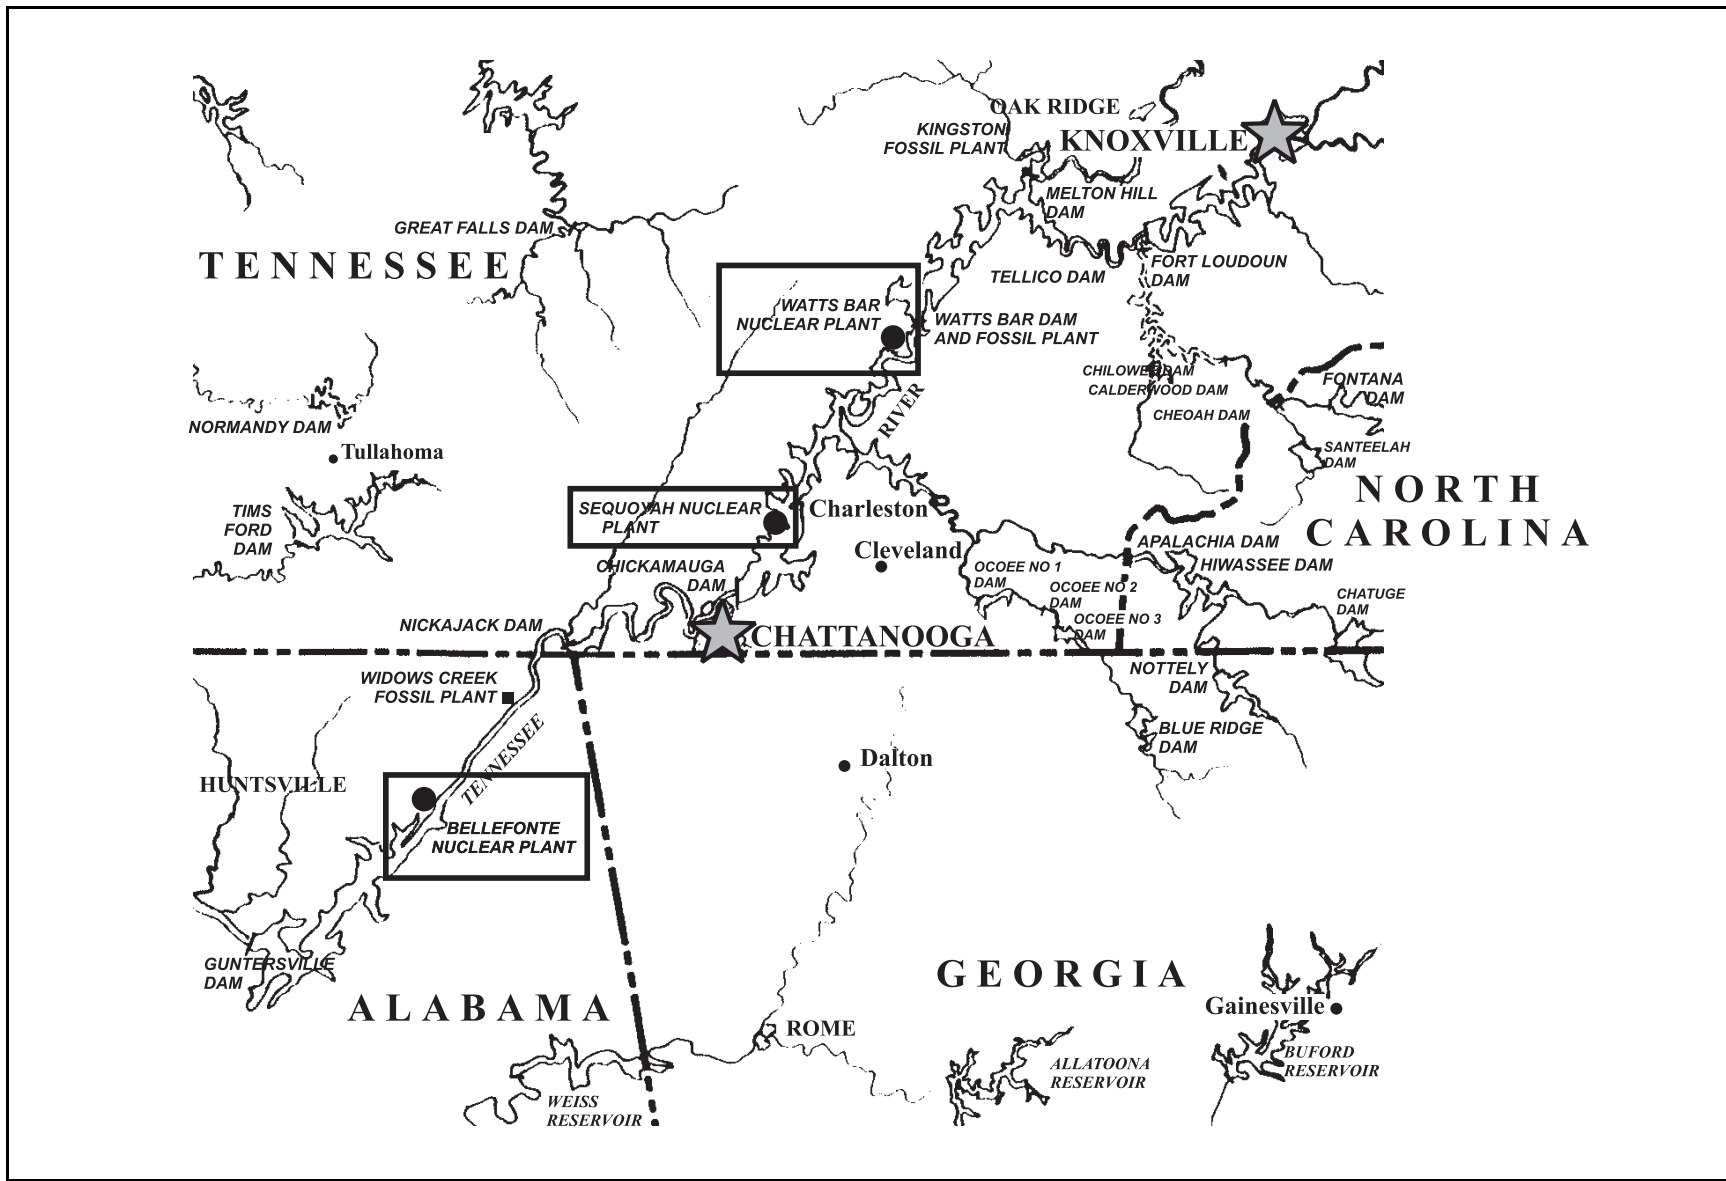 OAK RIDGE
KINGSTON
FOSSIL PLANT
KNOXVILLE
MELTON HILL
DAM
GREAT FALLS DAM
TENNESSEE
FORT LOUDOUN
DAM
TELLICO DAM
WATTS BAR
NUCLEAR PLANT
WATTS BAR DAM
AND FOSSIL PLANT
CHILOWEE DAM
CALDERWOOD DAM
CHEOAH DAM
FONTANA
DAM
NORMANDY DAM
RIVER
Tullahoma
SANTEELAH
DAM
NORTH
CAROLINA
TIMS
FORD
DAM
SEQUOYAH NUCLEAR
PLANT
Charleston
Cleveland
APALACHIA DAM
HIWASSEE DAM
CHICKAMAUGA
DAM
OCOEE NO 1
DAM
OCOEE NO 2
DAM
OCOEE NO 3
DAM
CHATUGE
DAM
NICKAJACK DAM
CHATTANOOGA
WIDOWS CREEK
FOSSIL PLANT
NOTTELY
DAM
BLUE RIDGE
DAM
TENNESSEE
Dalton
HUNTSVILLE
BELLEFONTE
NUCLEAR PLANT
GUNTERSVILLE
DAM
GEORGIA
ALABAMA
Gainesville
ROME
BUFORD
RESERVOIR
ALLATOONA
RESERVOIR
WEISS
RESERVOIR